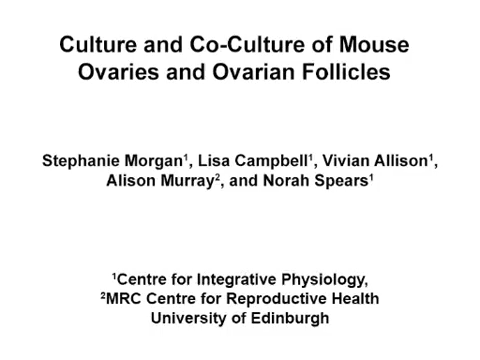 Culture and Co-Culture of Mouse
Ovaries and Ovarian Follicles
Stephanie Morgan¹, Lisa Campbell¹, Vivian Allison¹,
Alison Murray², and Norah Spears¹
¹Centre for Integrative Physiology,
²MRC Centre for Reproductive Health
University of Edinburgh